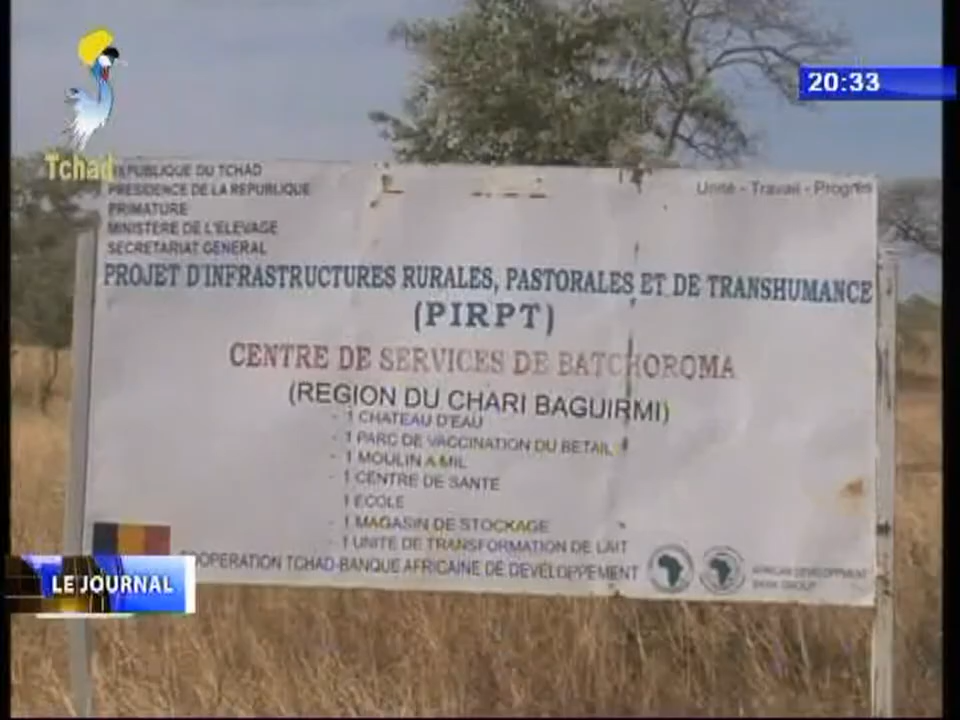 20:33
Tchad
REPUBLIQUE DU TCHAD
PRESIDENCE DE LA REPUBLIQUE
PRIMATURE
MINISTERE DE L'ELEVAGE
SECRETARIAT GENERAL
Unité - Travail - Progrès
PROJET D'INFRASTRUCTURES RURALES, PASTORALES ET DE TRANSHUMANCE
(PIRPT)
CENTRE DE SERVICES DE BATCHOROMA
(REGION DU CHARI BAGUIRMI)
- 1 CHATEAU D'EAU
- 1 PARC DE VACCINATION DU BETAIL
- 1 MOULIN A MIL
- 1 CENTRE DE SANTE
1 ECOLE
- 1 MAGASIN DE STOCKAGE
- 1 UNITE DE TRANSFORMATION DE LAIT
COOPERATION TCHAD-BANQUE AFRICAINE DE DEVELOPPEMENT
AFRICAN DEVELOPMENT
BANK GROUP
LE JOURNAL